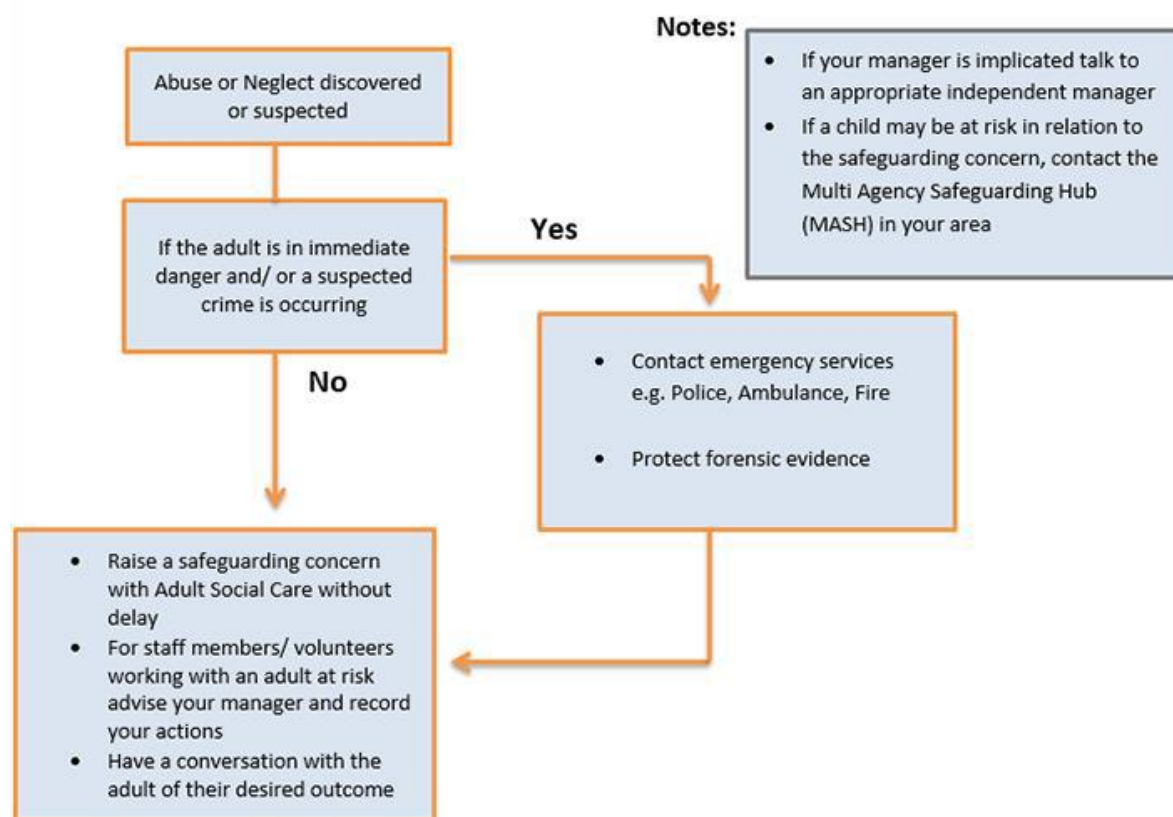 Notes:
• If your manager is implicated talk to
an appropriate independent manager
• If a child may be at risk in relation to
the safeguarding concern, contact the
Multi Agency Safeguarding Hub
(MASH) in your area
Abuse or Neglect discovered
or suspected
If the adult is in immediate
danger and/ or a suspected
crime is occurring
Yes
• Contact emergency services
e.g. Police, Ambulance, Fire
• Protect forensic evidence
No
• Raise a safeguarding concern
with Adult Social Care without
delay
• For staff members/ volunteers
working with an adult at risk
advise your manager and record
your actions
• Have a conversation with the
adult of their desired outcome